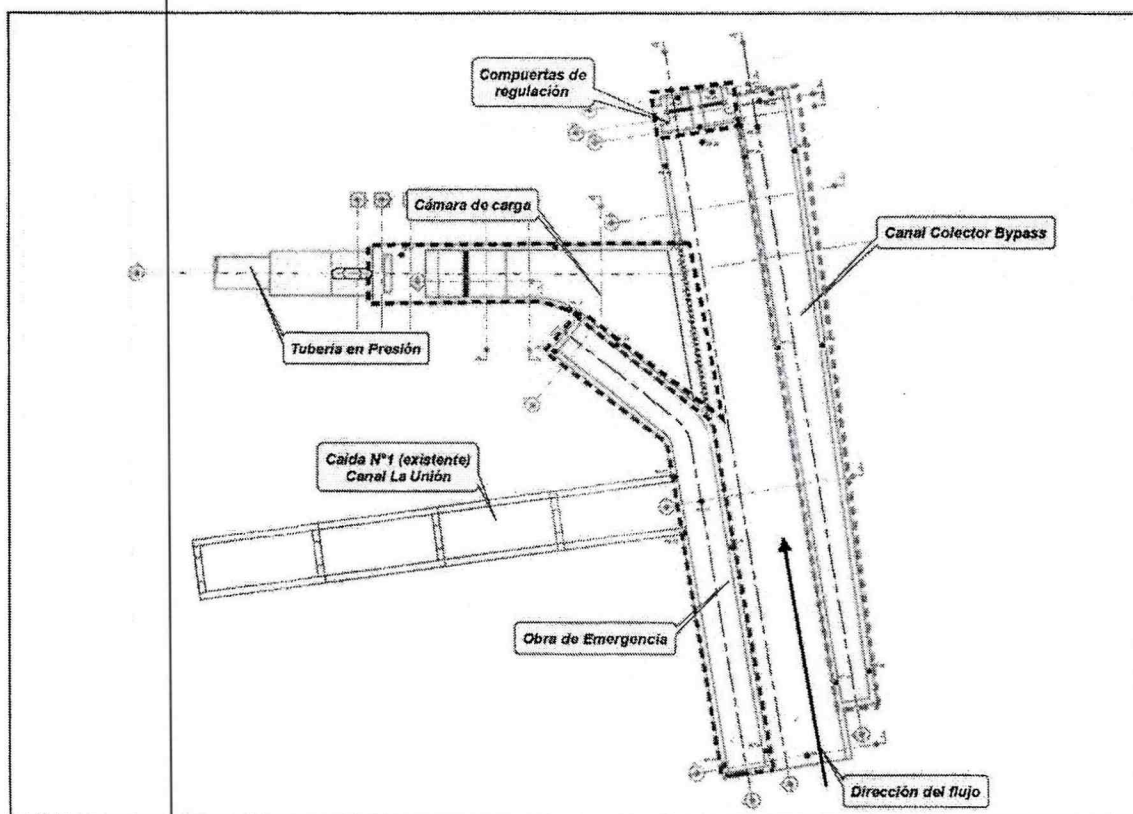 Compuertas de
regulación
Cámara de carga
Canal Colector Bypass
Tubería en Presión
Caída N°1 (existente)
Canal La Unión
Obra de Emergencia
Dirección del flujo